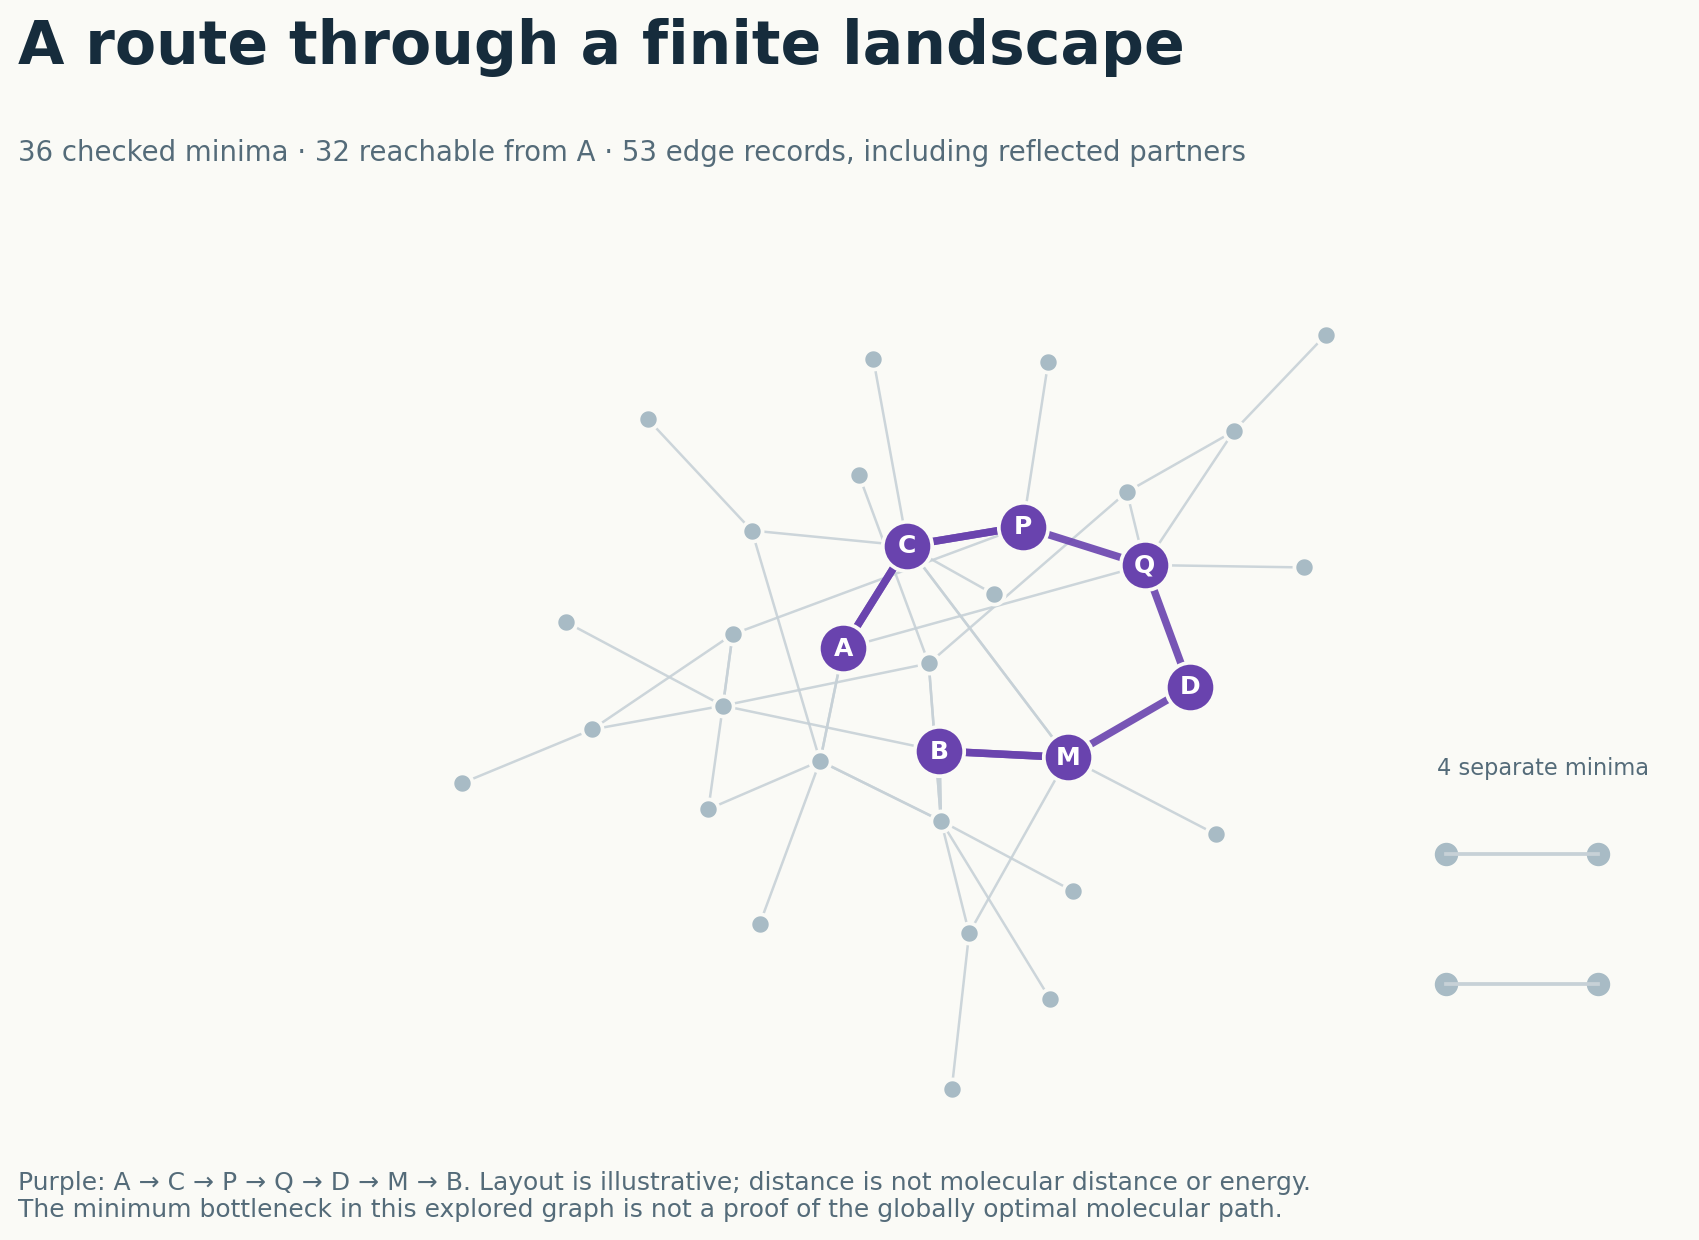 A route through a finite landscape
36 checked minima · 32 reachable from A · 53 edge records, including reflected partners
C
P
Q
A
D
B
M
4 separate minima
Purple: A → C → P → Q → D → M → B. Layout is illustrative; distance is not molecular distance or energy.
The minimum bottleneck in this explored graph is not a proof of the globally optimal molecular path.